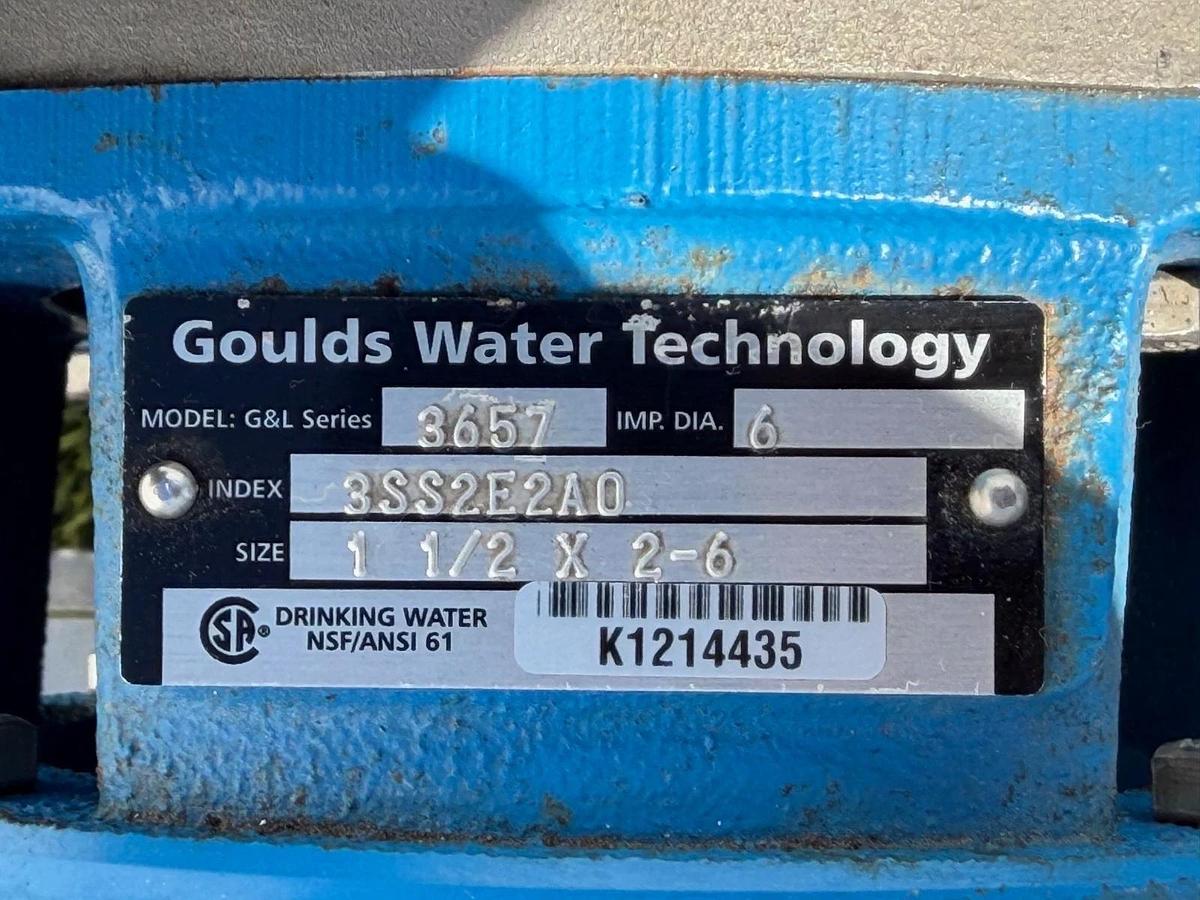 Goulds Water Technology
MODEL: G&L Series 3657 IMP. DIA. 6
INDEX 3SS2E2A0
SIZE 1 1/2 X 2-6
SA® DRINKING WATER
NSF/ANSI 61
K1214435